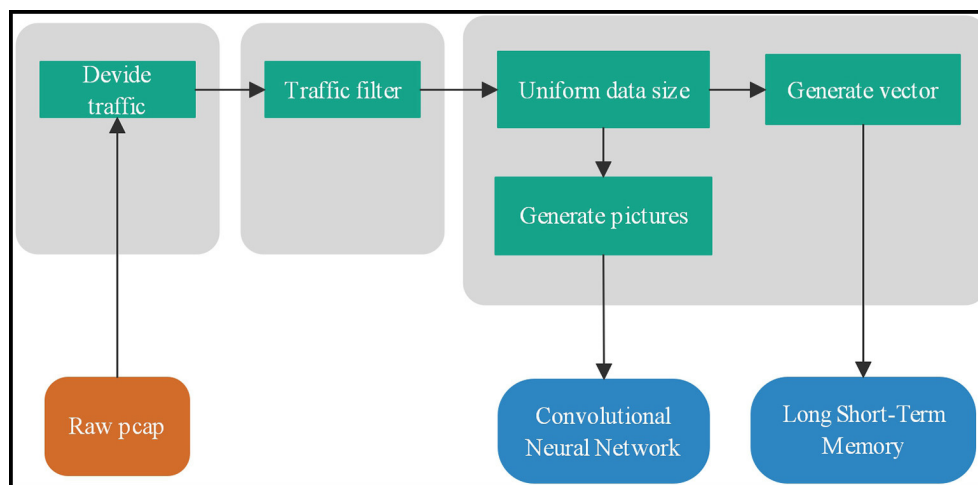 Devide
traffic
Traffic filter
Uniform data size
Generate vector
Generate pictures
Raw pcap
Convolutional
Neural Network
Long Short-Term
Memory